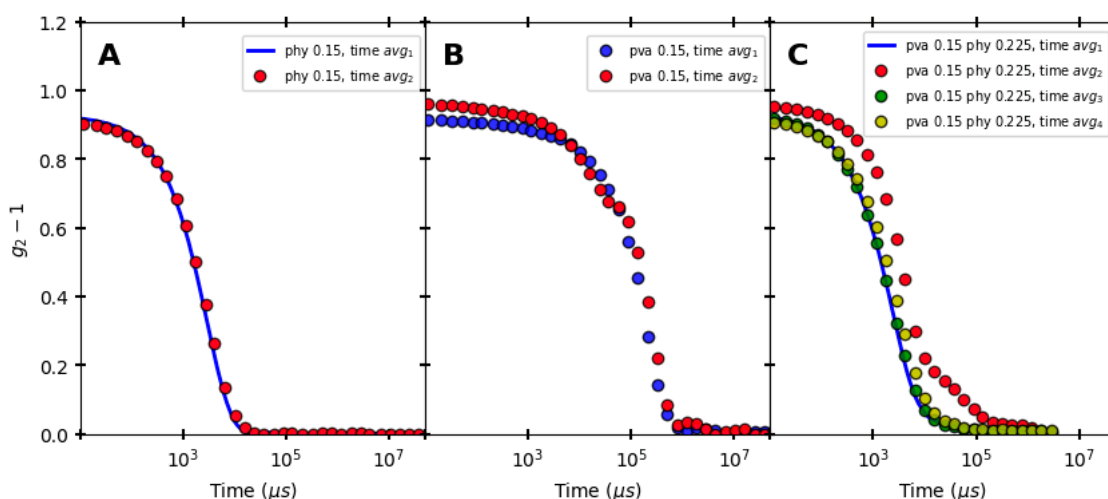 A
phy 0.15, time avg₁
phy 0.15, time avg₂
B
pva 0.15, time avg₁
pva 0.15, time avg₂
C
pva 0.15 phy 0.225, time avg₁
pva 0.15 phy 0.225, time avg₂
pva 0.15 phy 0.225, time avg₃
pva 0.15 phy 0.225, time avg₄
g₂ − 1
1.2
1.0
0.8
0.6
0.4
0.2
0.0
10³ 10⁵ 10⁷
10³ 10⁵ 10⁷
10³ 10⁵ 10⁷
Time (μs)
Time (μs)
Time (μs)